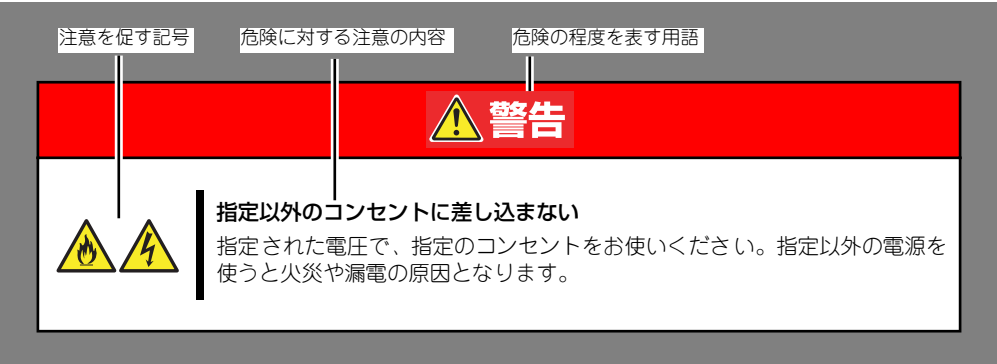 注意を促す記号
危険に対する注意の内容
危険の程度を表す用語
警告
指定以外のコンセントに差し込まない
指定された電圧で、指定のコンセントをお使いください。指定以外の電源を
使うと火災や漏電の原因となります。